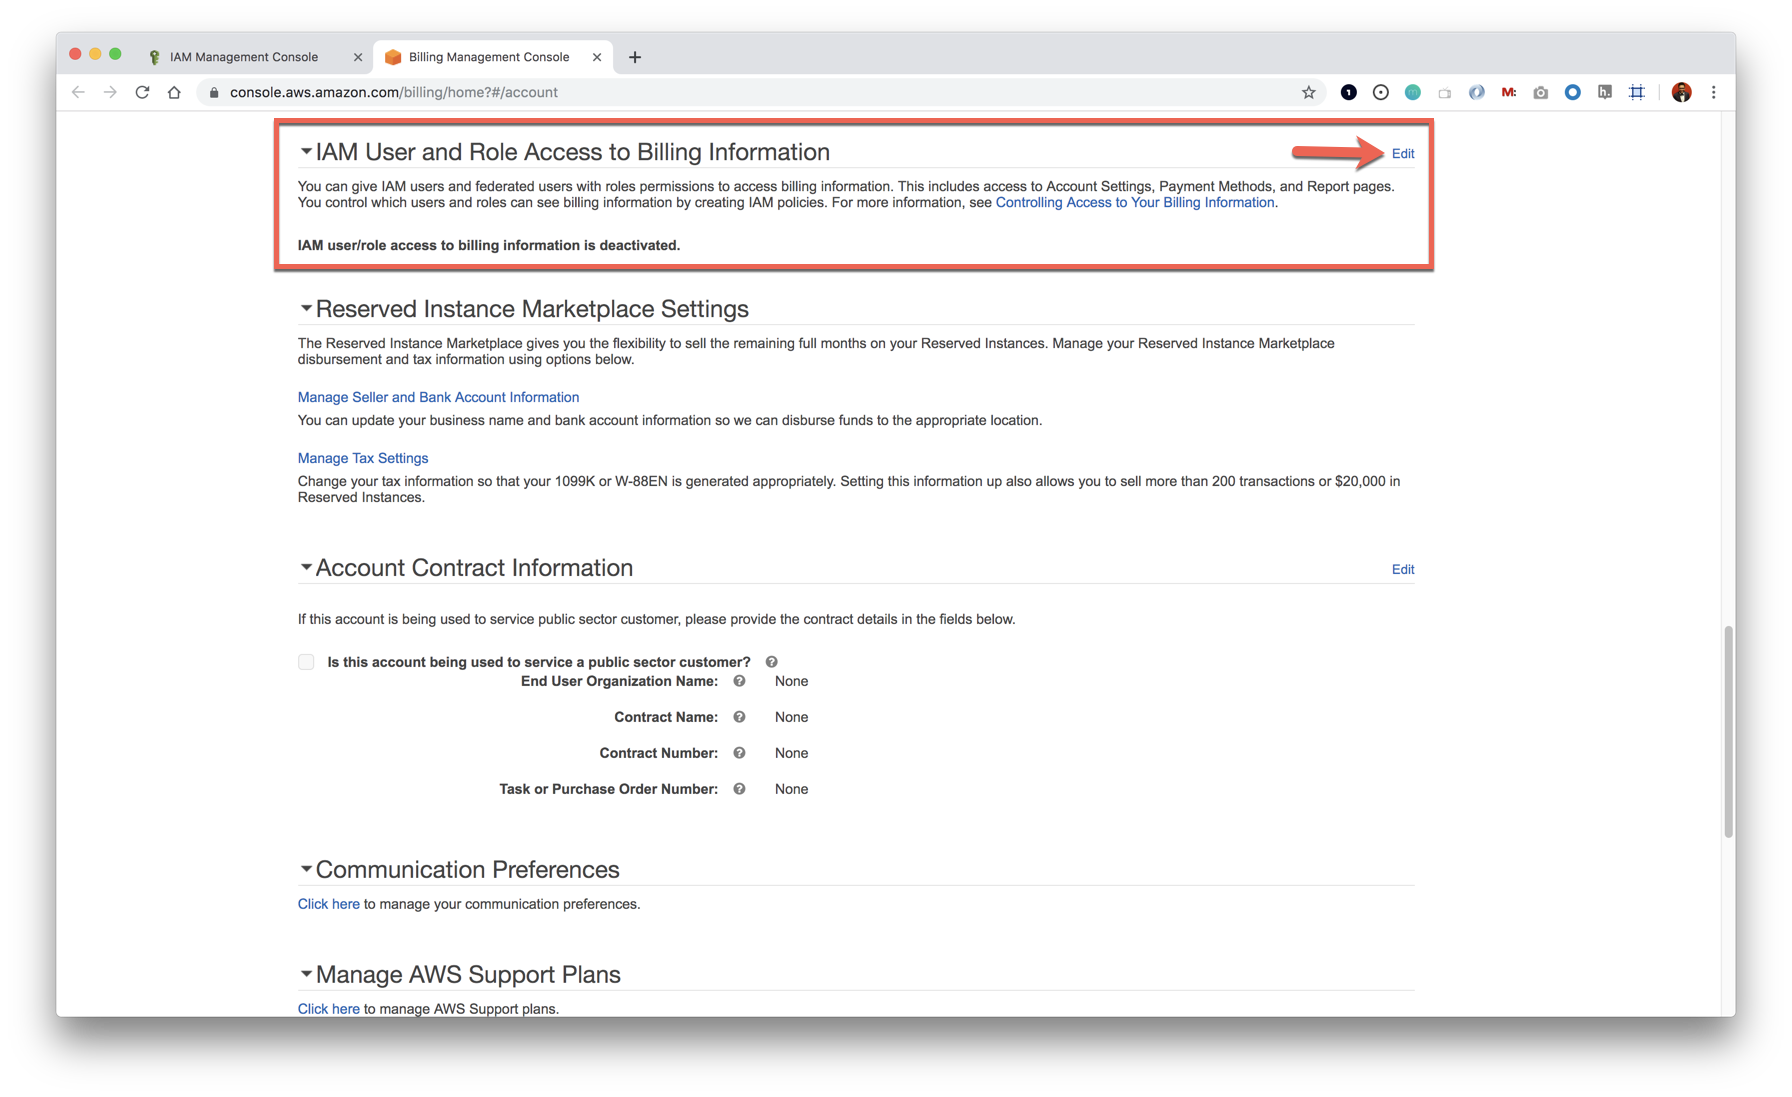 IAM Management Console
Billing Management Console
console.aws.amazon.com/billing/home?#/account
1
M:
h.
IAM User and Role Access to Billing Information
Edit
You can give IAM users and federated users with roles permissions to access billing information. This includes access to Account Settings, Payment Methods, and Report pages.
You control which users and roles can see billing information by creating IAM policies. For more information, see Controlling Access to Your Billing Information.
IAM user/role access to billing information is deactivated.
Reserved Instance Marketplace Settings
The Reserved Instance Marketplace gives you the flexibility to sell the remaining full months on your Reserved Instances. Manage your Reserved Instance Marketplace
disbursement and tax information using options below.
Manage Seller and Bank Account Information
You can update your business name and bank account information so we can disburse funds to the appropriate location.
Manage Tax Settings
Change your tax information so that your 1099K or W-88EN is generated appropriately. Setting this information up also allows you to sell more than 200 transactions or $20,000 in
Reserved Instances.
Account Contract Information
Edit
If this account is being used to service public sector customer, please provide the contract details in the fields below.
Is this account being used to service a public sector customer? ?
End User Organization Name: ? None
Contract Name: ? None
Contract Number: ? None
Task or Purchase Order Number: ? None
Communication Preferences
Click here to manage your communication preferences.
Manage AWS Support Plans
Click here to manage AWS Support plans.